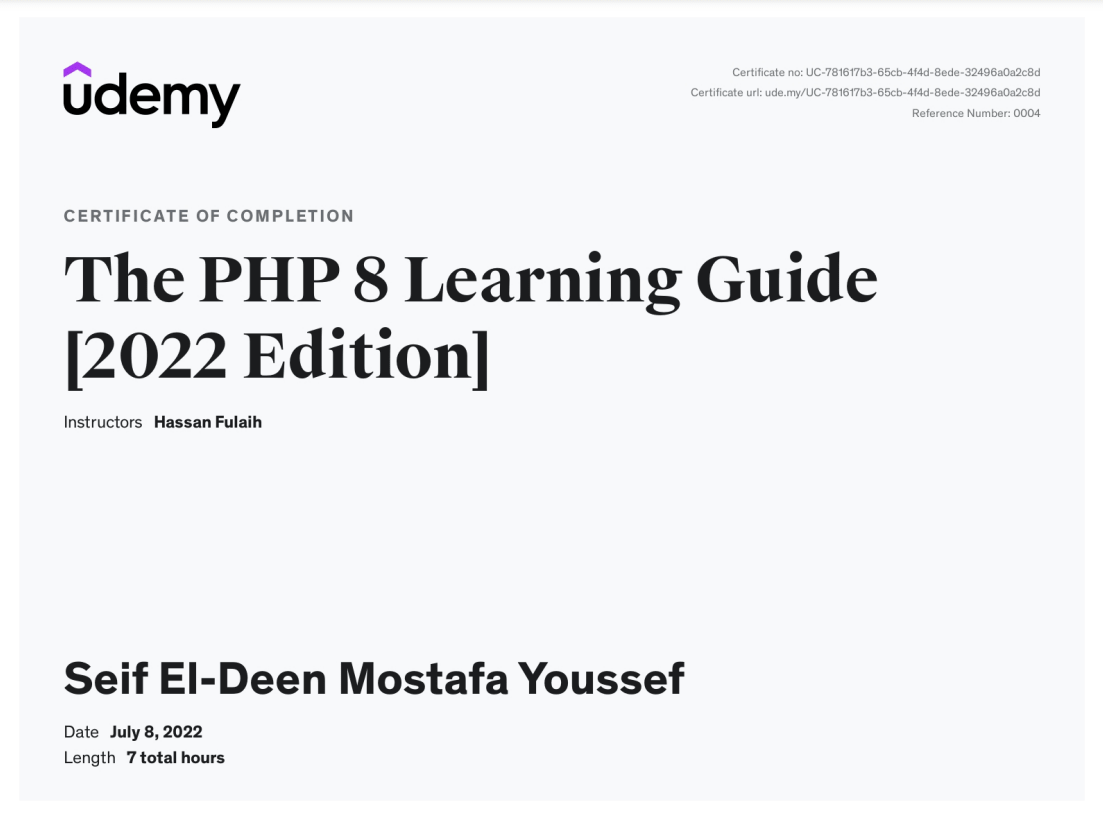 udemy
Certificate no: UC-781617b3-65cb-4f4d-8ede-32496a0a2c8d
Certificate url: ude.my/UC-781617b3-65cb-4f4d-8ede-32496a0a2c8d
Reference Number: 0004
CERTIFICATE OF COMPLETION
The PHP 8 Learning Guide
[2022 Edition]
Instructors Hassan Fulaih
Seif El-Deen Mostafa Youssef
Date July 8, 2022
Length 7 total hours